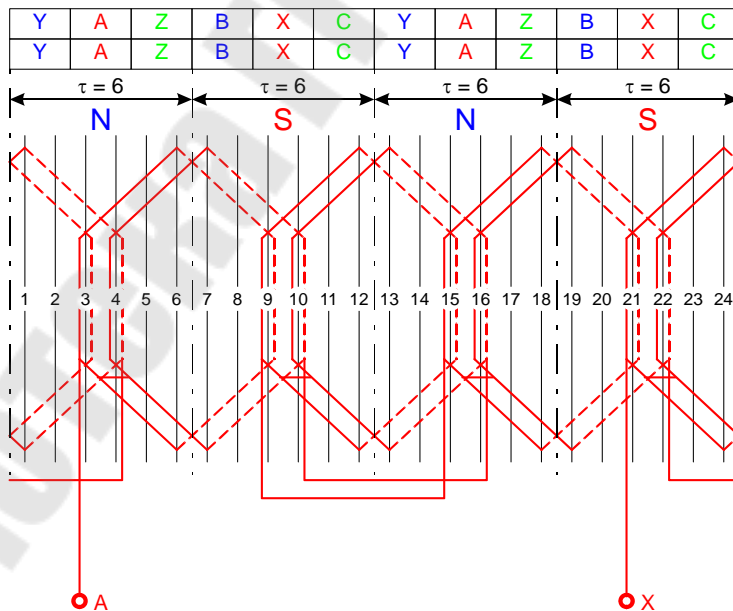 Y A Z B X C Y A Z B X C
Y A Z B X C Y A Z B X C
τ = 6 τ = 6 τ = 6 τ = 6
N S N S
1 2 3 4 5 6 7 8 9 10 11 12 13 14 15 16 17 18 19 20 21 22 23 24
A X